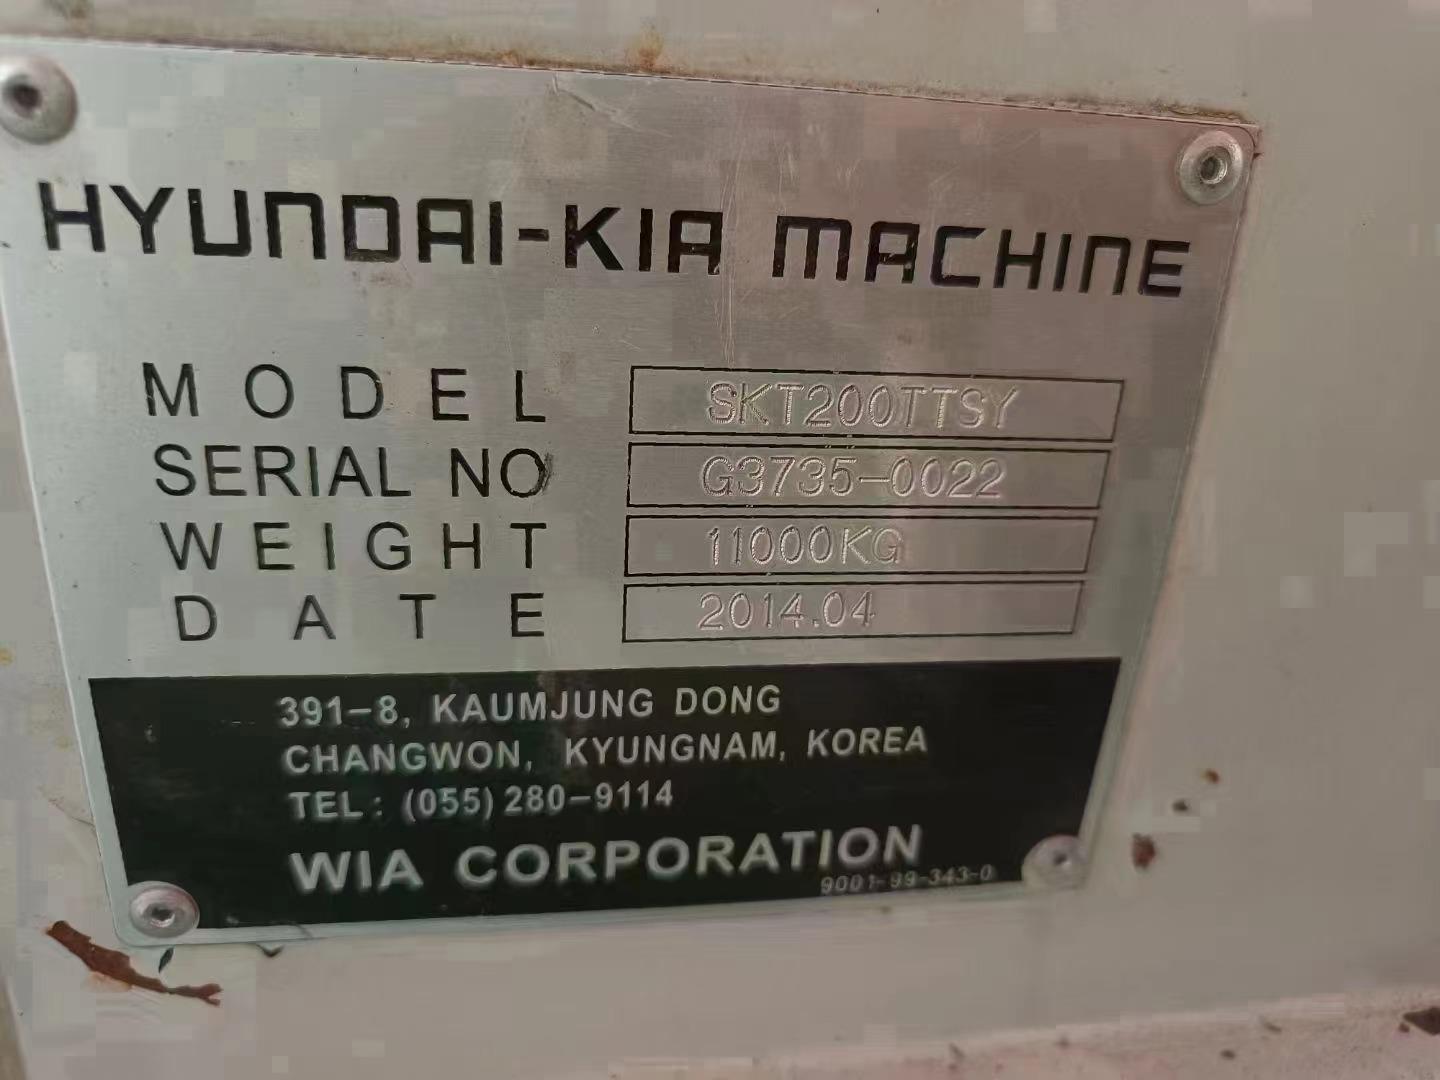 HYUNDAI-KIA MACHINE
MODEL SKT200TTSY
SERIAL NO G3735-0022
WEIGHT 11000KG
DATE 2014.04
391-8, KAUMJUNG DONG
CHANGWON, KYUNGNAM, KOREA
TEL: (055) 280-9114
WIA CORPORATION
9001-99-343-0